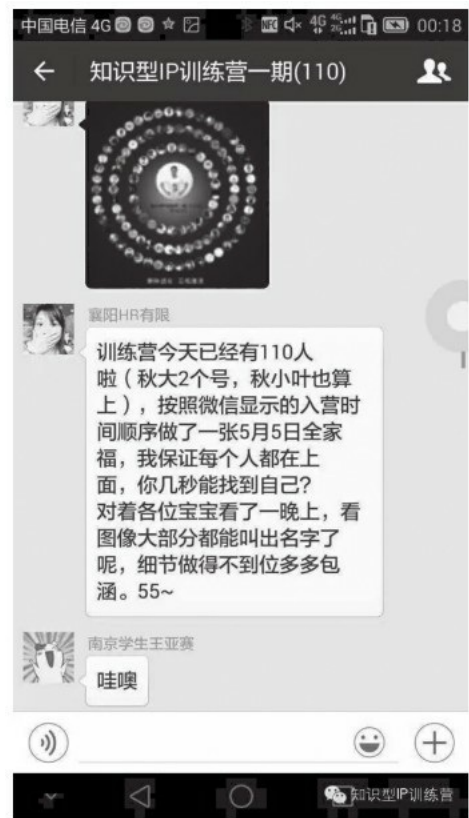 中国电信 4G 00:18
知识型IP训练营一期(110)
襄阳HR有限
训练营今天已经有110人
啦（秋大2个号，秋小叶也算
上），按照微信显示的入营时
间顺序做了一张5月5日全家
福，我保证每个人都在上
面，你几秒能找到自己？
对着各位宝宝看了一晚上，看
图像大部分都能叫出名字了
呢，细节做得不到位多多包
涵。55~
南京学生王亚赛
哇噢
知识型IP训练营